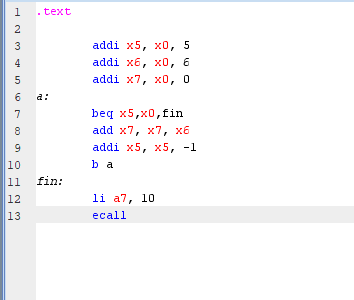 1 .text
2
3 addi x5, x0, 5
4 addi x6, x0, 6
5 addi x7, x0, 0
6 a:
7 beq x5,x0,fin
8 add x7, x7, x6
9 addi x5, x5, -1
10 b a
11 fin:
12 li a7, 10
13 ecall